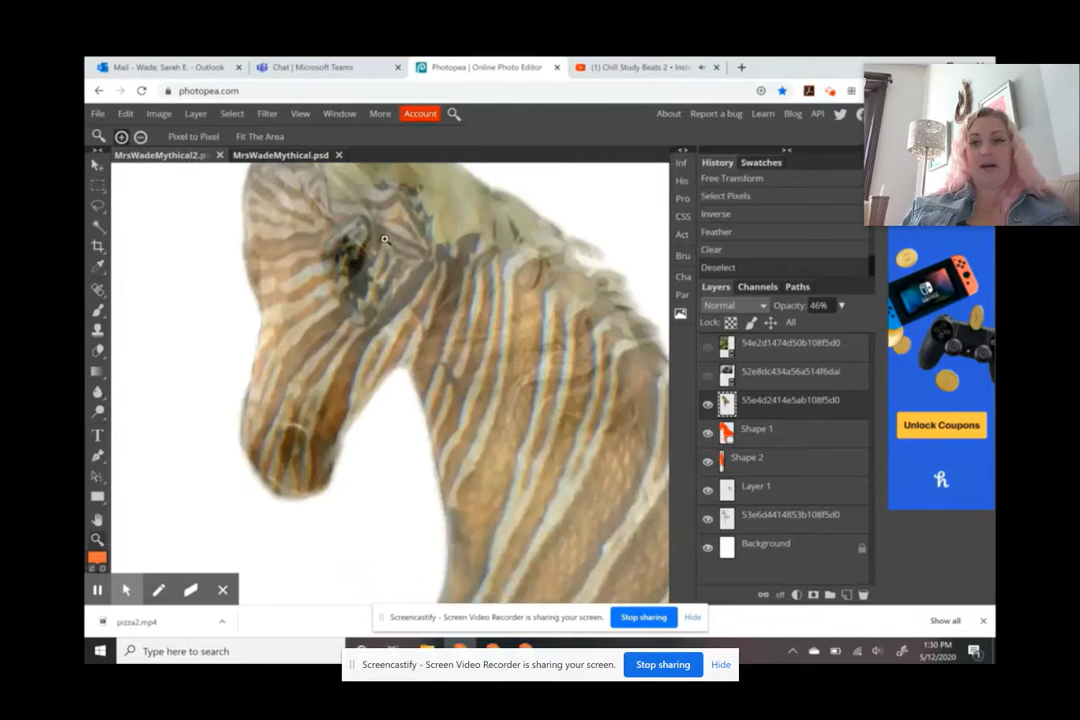 Mail - Wade, Sarah E. - Outlook
Chat | Microsoft Teams
Photopea | Online Photo Editor
(1) Chill Study Beats 2 • Inst
photopea.com
File Edit Image Layer Select Filter View Window More Account
About Report a bug Learn Blog API
Pixel to Pixel Fit The Area
MrsWadeMythical2.p
MrsWadeMythical.psd
Inf
His
Pro
CSS
Act
Bru
Cha
Par
History Swatches
Free Transform
Select Pixels
Inverse
Feather
Clear
Deselect
Layers Channels Paths
Normal Opacity: 46%
Lock: All
54e2d1474d50b108f5d0
52e8dc434a56a514f6dai
55e4d2414e5ab108f5d0
Shape 1
Shape 2
Layer 1
53e6d4414853b108f5d0
Background
Unlock Coupons
h
Screencastify - Screen Video Recorder is sharing your screen. Stop sharing Hide
pizza2.mp4
Show all
Type here to search
1:30 PM
5/12/2020
Screencastify - Screen Video Recorder is sharing your screen. Stop sharing Hide